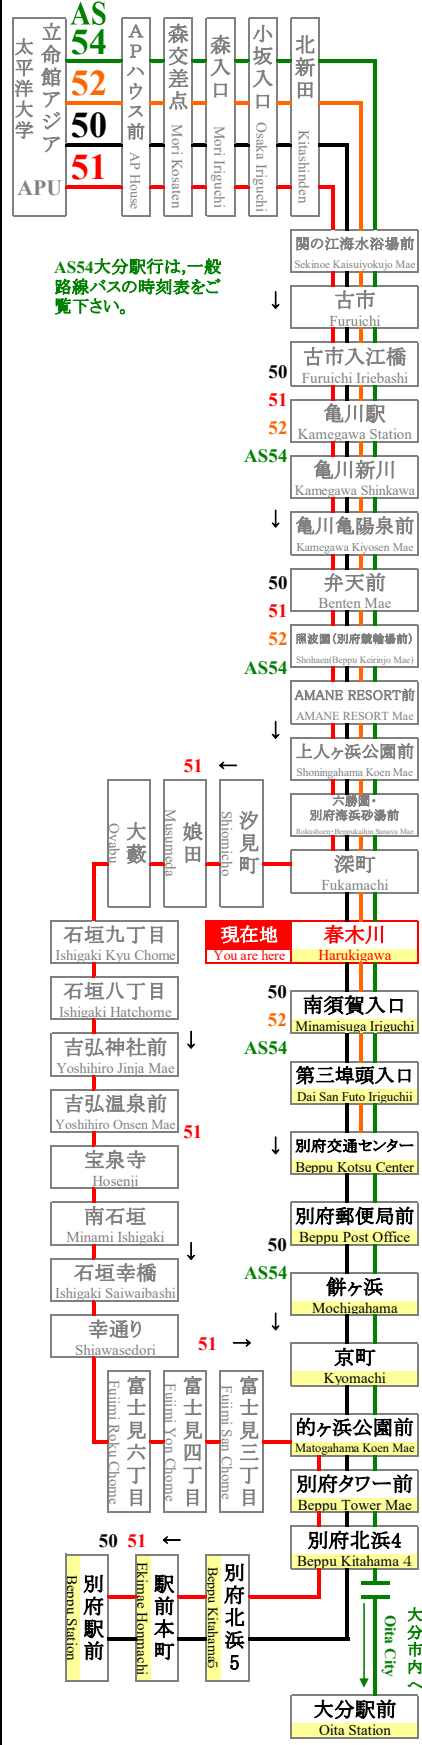 AS
54
52
50
51
立命館アジア
太平洋大学
APU
APハウス前
AP House
森交差点
Mori Kosaten
森入口
Mori Iriguchi
小坂入口
Osaka Iriguchi
北新田
Kitashinden
AS54大分駅行は,一般
路線バスの時刻表をご
覧下さい。
関の江海水浴場前
Sekinoe Kaisuiyokujo Mae
↓
古市
Furuichi
古市入江橋
Furuichi Iriebashi
50
51
52
AS54
亀川駅
Kamegawa Station
亀川新川
Kamegawa Shinkawa
↓
亀川亀陽泉前
Kamegawa Kiyosen Mae
50
51
52
AS54
弁天前
Benten Mae
照波園(別府競輪場前)
Shohaen(Beppu Keirinjo Mae)
AMANE RESORT前
AMANE RESORT Mae
↓
上人ヶ浜公園前
Shoningahama Koen Mae
六勝園・
別府海浜砂湯前
Rokushoen・Beppukaihin Sunayu Mae
深町
Fukamachi
51 ←
汐見町
Shiomicho
娘田
Musumeda
大藪
Oyabu
石垣九丁目
Ishigaki Kyu Chome
石垣八丁目
Ishigaki Hatchome
吉弘神社前
Yoshihiro Jinja Mae
↓
吉弘温泉前
Yoshihiro Onsen Mae
51
宝泉寺
Hosenji
南石垣
Minami Ishigaki
↓
石垣幸橋
Ishigaki Saiwaibashi
幸通り
Shiawasedori
51 →
富士見六丁目
Fujimi Roku Chome
富士見四丁目
Fujimi Yon Chome
富士見三丁目
Fujimi San Chome
現在地
You are here
春木川
Harukigawa
50
52
AS54
南須賀入口
Minamisuga Iriguchi
第三埠頭入口
Dai San Futo Iriguchii
↓
別府交通センター
Beppu Kotsu Center
別府郵便局前
Beppu Post Office
50
AS54
餅ヶ浜
Mochigahama
↓
京町
Kyomachi
的ヶ浜公園前
Matogahama Koen Mae
別府タワー前
Beppu Tower Mae
別府北浜4
Beppu Kitahama 4
50 51 ←
別府北浜5
Beppu Kitahama5
駅前本町
Ekimae Honmachi
別府駅前
Beppu Station
大分市内へ
Oita City
大分駅前
Oita Station